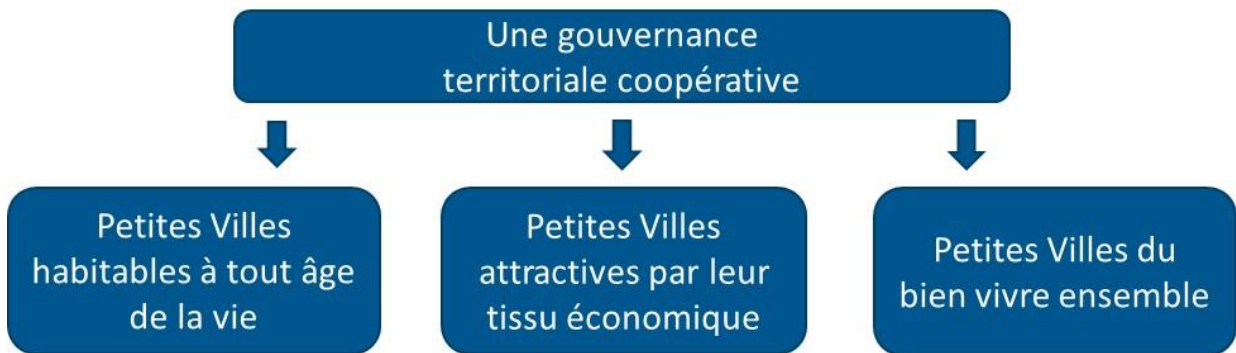 Une gouvernance
territoriale coopérative
Petites Villes
habitables à tout âge
de la vie
Petites Villes
attractives par leur
tissu économique
Petites Villes du
bien vivre ensemble